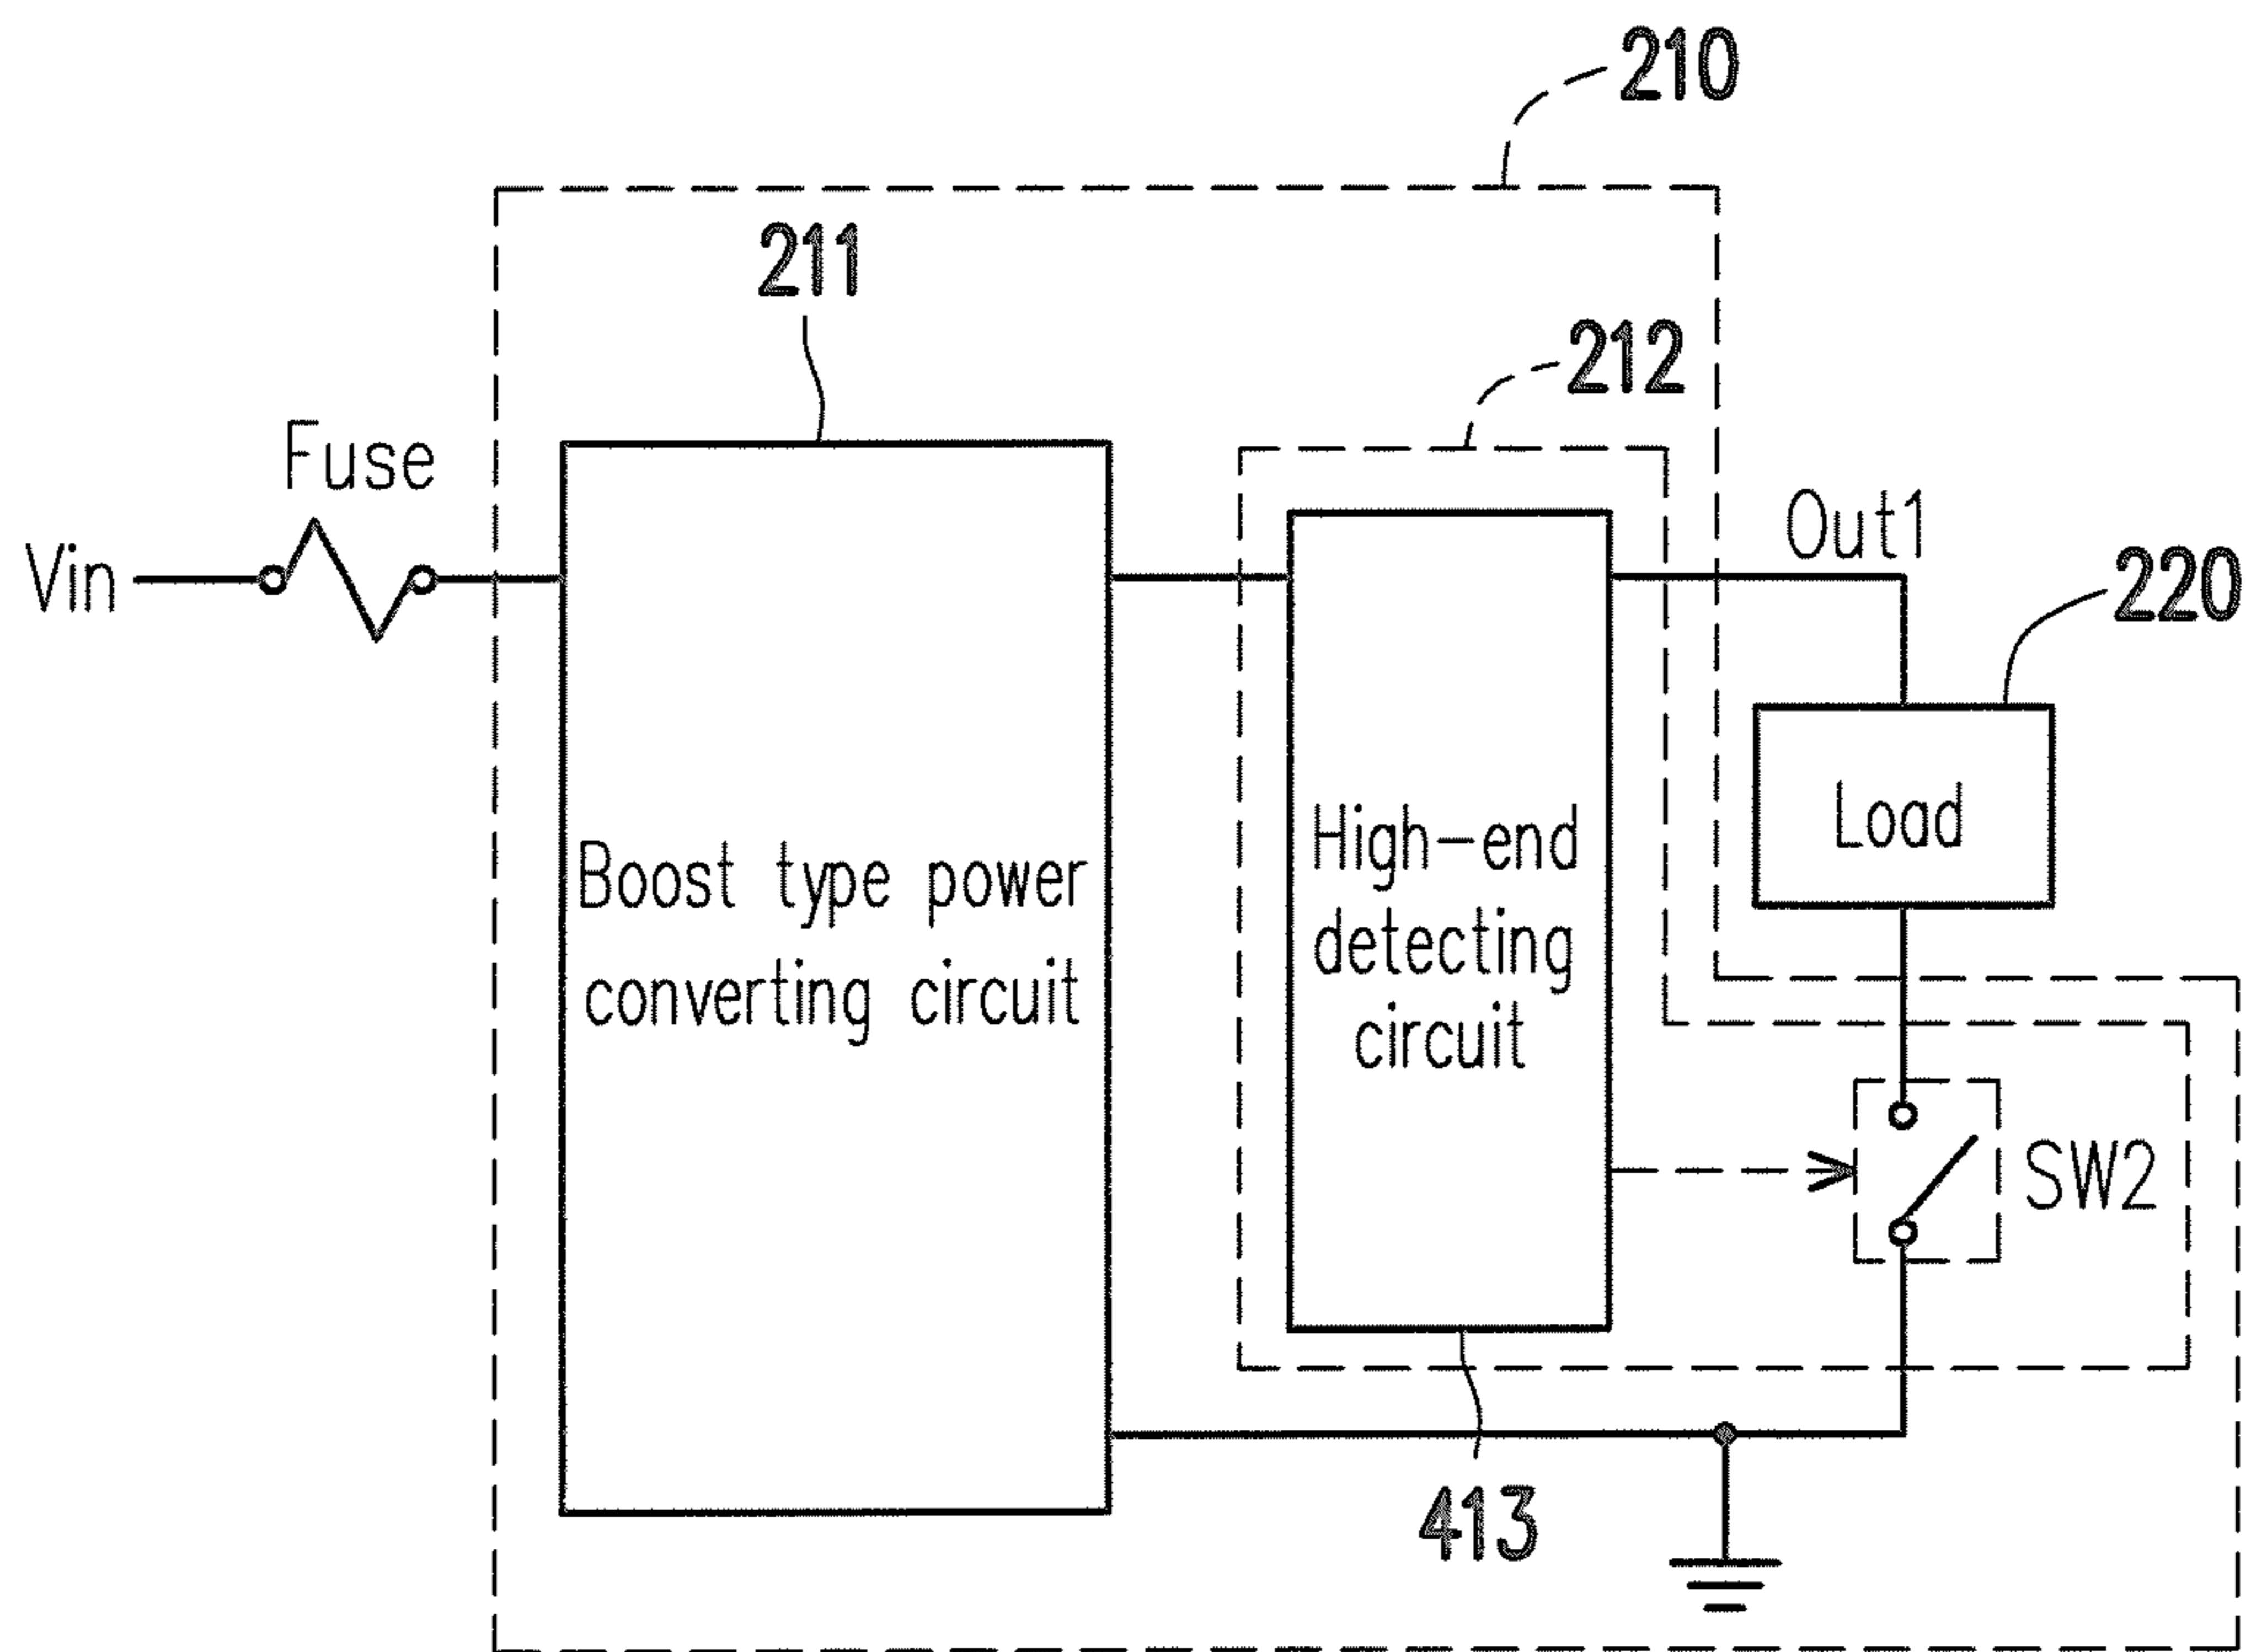 210
211
212
Fuse
Vin
Out1
220
Load
High-end
detecting
circuit
Boost type power
converting circuit
SW2
413